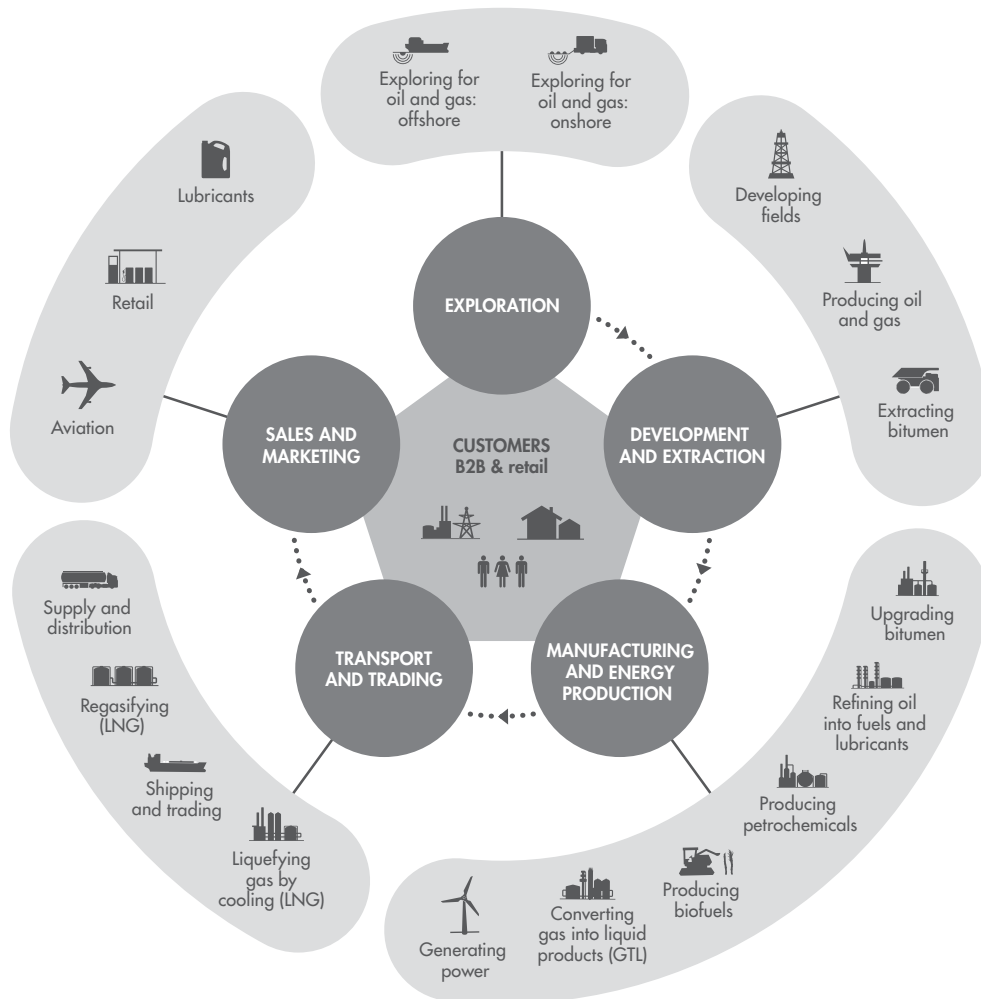 Exploring for
oil and gas:
offshore
Exploring for
oil and gas:
onshore
Developing
fields
Producing oil
and gas
Extracting
bitumen
Lubricants
Retail
Aviation
EXPLORATION
SALES AND
MARKETING
CUSTOMERS
B2B & retail
DEVELOPMENT
AND EXTRACTION
TRANSPORT
AND TRADING
MANUFACTURING
AND ENERGY
PRODUCTION
Supply and
distribution
Regasifying
(LNG)
Shipping
and trading
Liquefying
gas by
cooling (LNG)
Upgrading
bitumen
Refining oil
into fuels and
lubricants
Producing
petrochemicals
Producing
biofuels
Converting
gas into liquid
products (GTL)
Generating
power